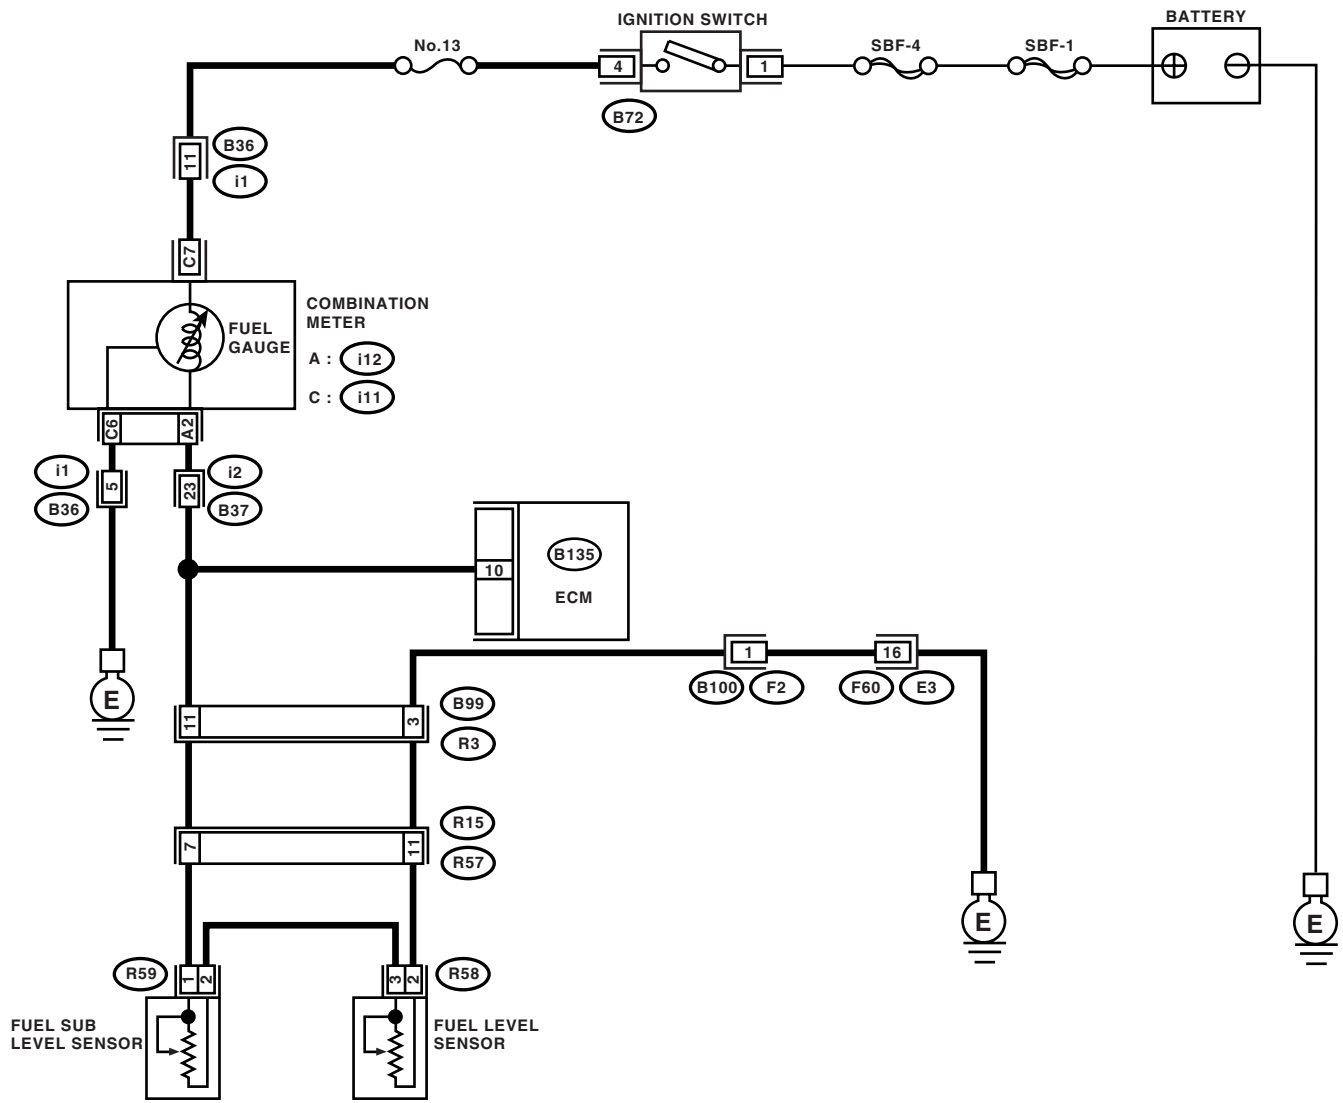 IGNITION SWITCH
BATTERY
No.13
SBF-4
SBF-1
4
1
B72
11
B36
i1
C7
COMBINATION
METER
FUEL
GAUGE
A : i12
C : i11
C6
A2
i1
B36
5
23
i2
B37
B135
10
ECM
1
16
B100
F2
F60
E3
E
11
3
B99
R3
7
11
R15
R57
E
E
R59
1
2
3
2
R58
FUEL SUB
LEVEL SENSOR
FUEL LEVEL
SENSOR